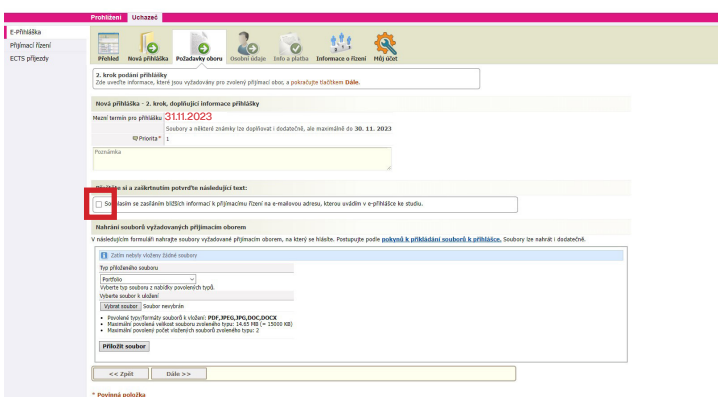 Prohlížení Uchazeč
E-Přihláška
Přijímací řízení
ECTS příjezdy
Přehled Nová přihláška Požadavky oboru Osobní údaje Info a platba Informace o řízení Můj účet
2. krok podání přihlášky
Zde uveďte informace, které jsou vyžadovány pro zvolený přijímací obor, a pokračujte tlačítkem Dále.
Nová přihláška - 2. krok, doplňující informace přihlášky
Mezní termín pro přihlášku 31.11.2023
Soubory a některé známky lze doplňovat i dodatečně, ale maximálně do 30. 11. 2023
Priorita * 1
Poznámka
Přečtěte si a zaškrtnutím potvrďte následující text:
Souhlasím se zasíláním bližších informací k přijímacímu řízení na e-mailovou adresu, kterou uvádím v e-přihlášce ke studiu.
Nahrání souborů vyžadovaných přijímacím oborem
V následujícím formuláři nahrajte soubory vyžadované přijímacím oborem, na který se hlásíte. Postupujte podle pokynů k přikládání souborů k přihlášce. Soubory lze nahrát i dodatečně.
Zatím nebyly vloženy žádné soubory
Typ přiloženého souboru
Portfolio
Vyberte typ souboru z nabídky povolených typů.
Vyberte soubor k uložení
Vybrat soubor Soubor nevybrán
• Povolené typy/formáty souborů k vložení: PDF,JPEG,JPG,DOC,DOCX
• Maximální povolená velikost souboru zvoleného typu: 14.65 MB (= 15000 KB)
• Maximální povolený počet vložených souborů zvoleného typu: 2
Přiložit soubor
<< Zpět Dále >>
* Povinná položka